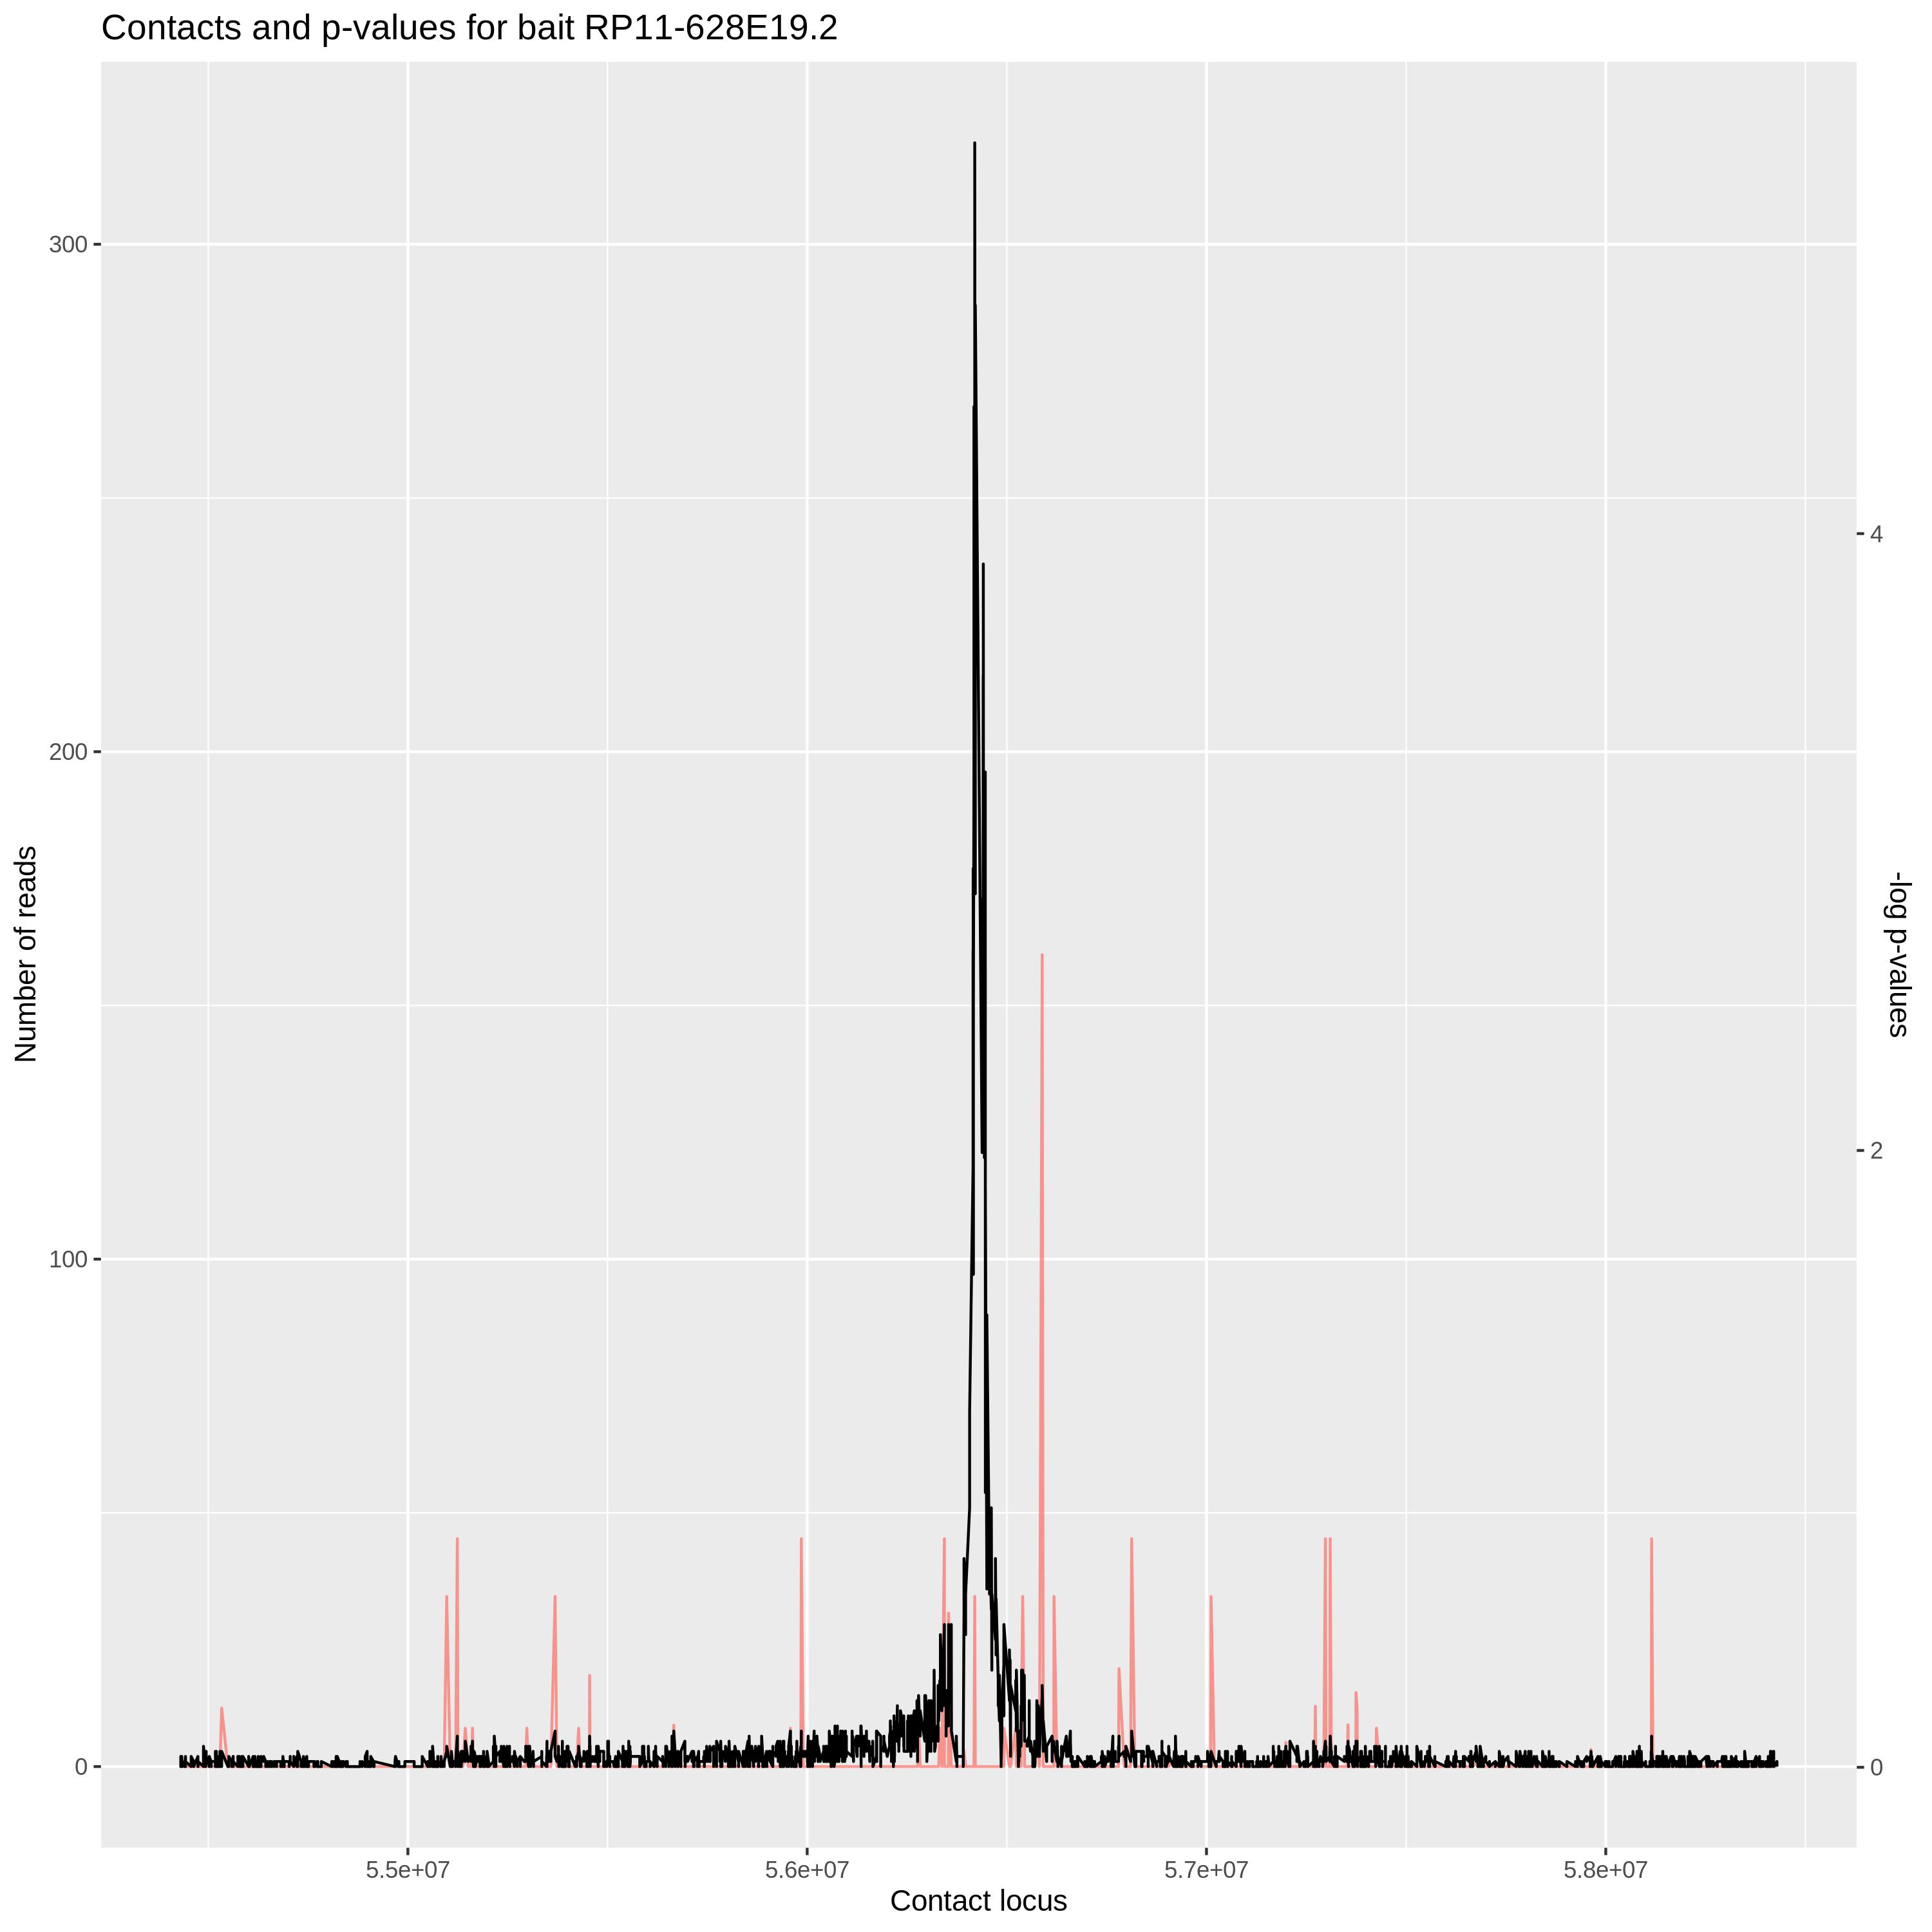 Contacts and p-values for bait RP11-628E19.2
300
200
100
0
Number of reads
4
2
0
-log p-values
5.5e+07
5.6e+07
5.7e+07
5.8e+07
Contact locus